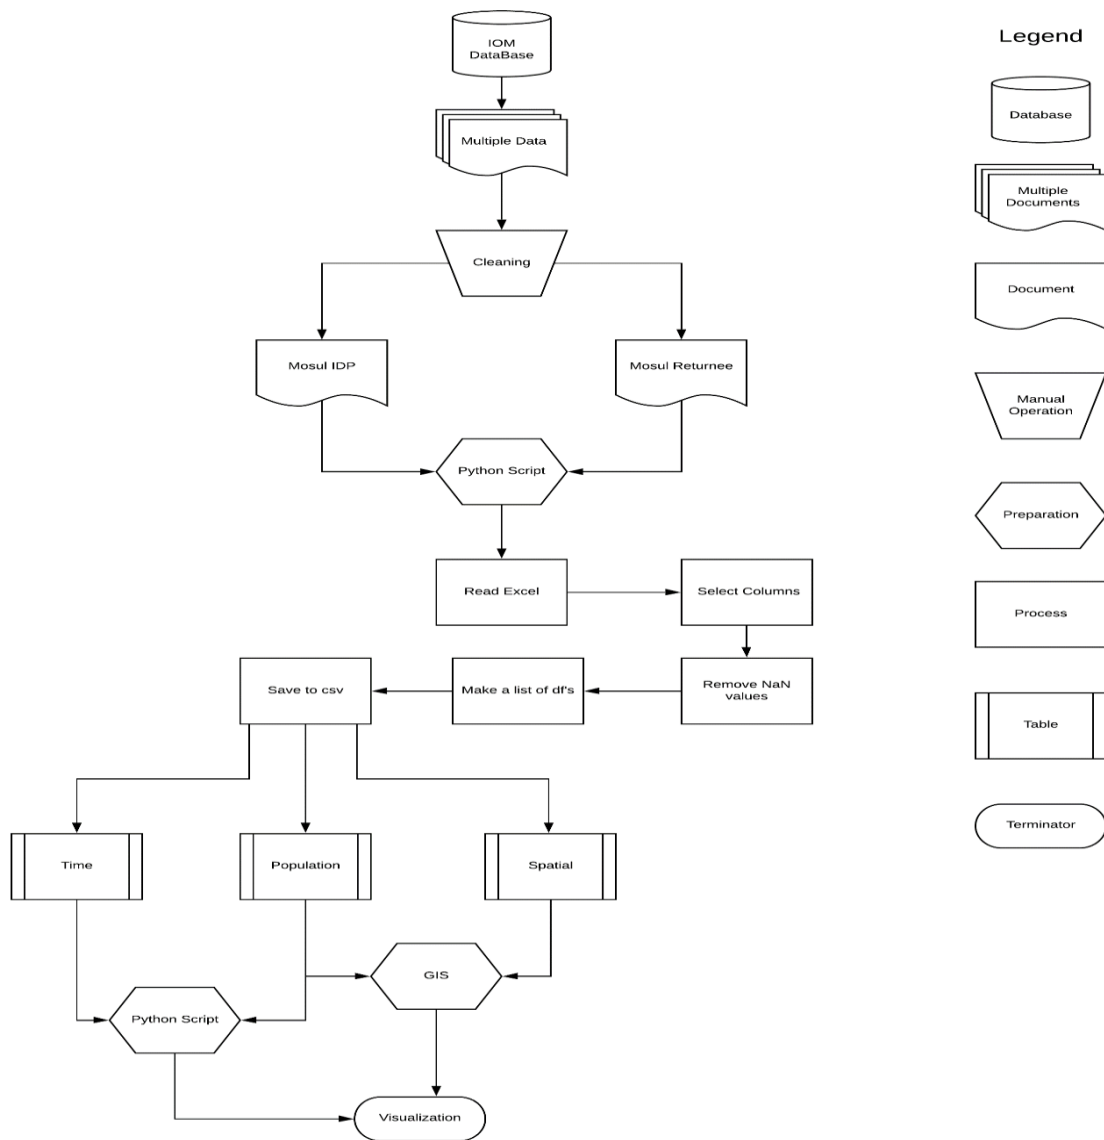 IOM
DataBase
Multiple Data
Cleaning
Mosul IDP
Mosul Returnee
Python Script
Read Excel
Select Columns
Save to csv
Make a list of df's
Remove NaN
values
Time
Population
Spatial
GIS
Python Script
Visualization
Legend
Database
Multiple
Documents
Document
Manual
Operation
Preparation
Process
Table
Terminator